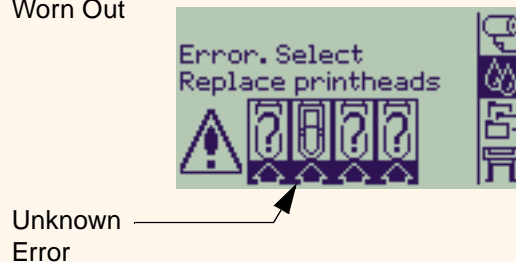 Worn Out
Error. Select
Replace printheads
? ? ? ?
Unknown
Error